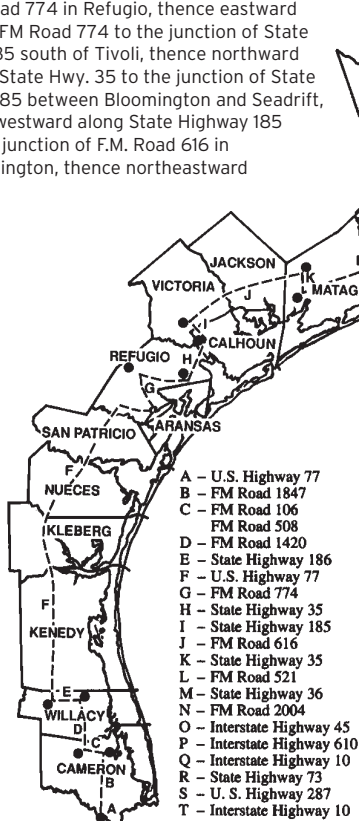 ad 774 in Refugio, thence eastward
FM Road 774 to the junction of State
35 south of Tivoli, thence northward
State Hwy. 35 to the junction of State
85 between Bloomington and Seadrift,
westward along State Highway 185
junction of F.M. Road 616 in
ington, thence northeastward
JACKSON
K
VICTORIA
J
L MATAG
I
CALHOUN
REFUGIO H
G
ARANSAS
SAN PATRICIO
F
NUECES
KLEBERG
F
KENEDY
E
WILLACY
D
C
CAMERON
B
A
A – U.S. Highway 77
B – FM Road 1847
C – FM Road 106
FM Road 508
D – FM Road 1420
E – State Highway 186
F – U.S. Highway 77
G – FM Road 774
H – State Highway 35
I – State Highway 185
J – FM Road 616
K – State Highway 35
L – FM Road 521
M – State Highway 36
N – FM Road 2004
O – Interstate Highway 45
P – Interstate Highway 610
Q – Interstate Highway 10
R – State Highway 73
S – U. S. Highway 287
T – Interstate Highway 10